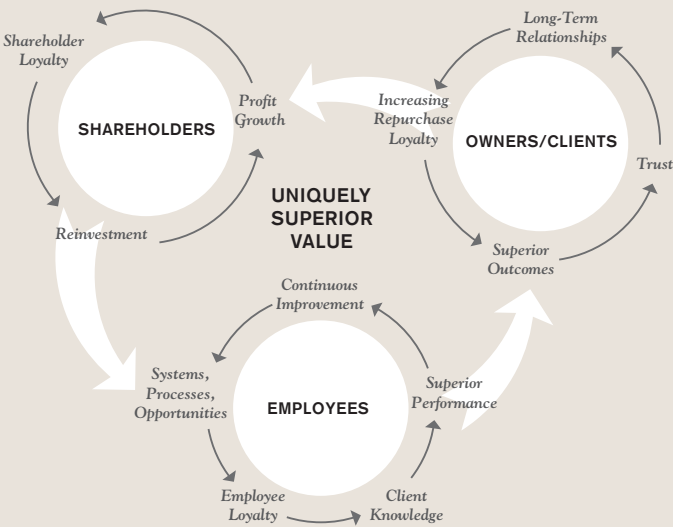 Long-Term
Relationships
Shareholder
Loyalty
Profit
Growth
Increasing
Repurchase
Loyalty
SHAREHOLDERS
OWNERS/CLIENTS
Trust
UNIQUELY
SUPERIOR
VALUE
Reinvestment
Superior
Outcomes
Continuous
Improvement
Systems,
Processes,
Opportunities
EMPLOYEES
Superior
Performance
Employee
Loyalty
Client
Knowledge